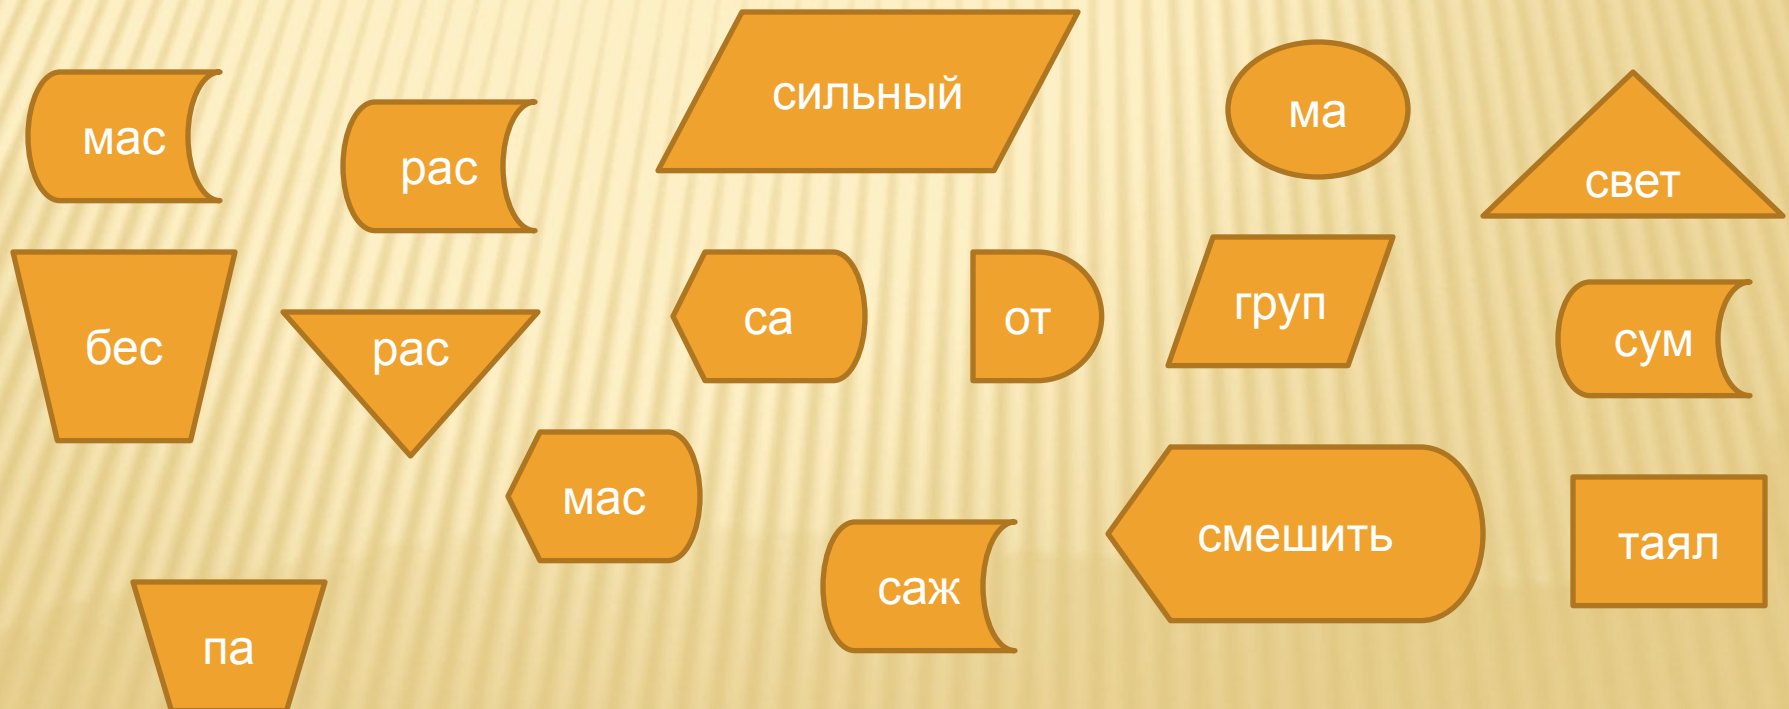 сильный
ма
мас
рас
свет
груп
са
от
сум
бес
рас
мас
смешить
таял
саж
па